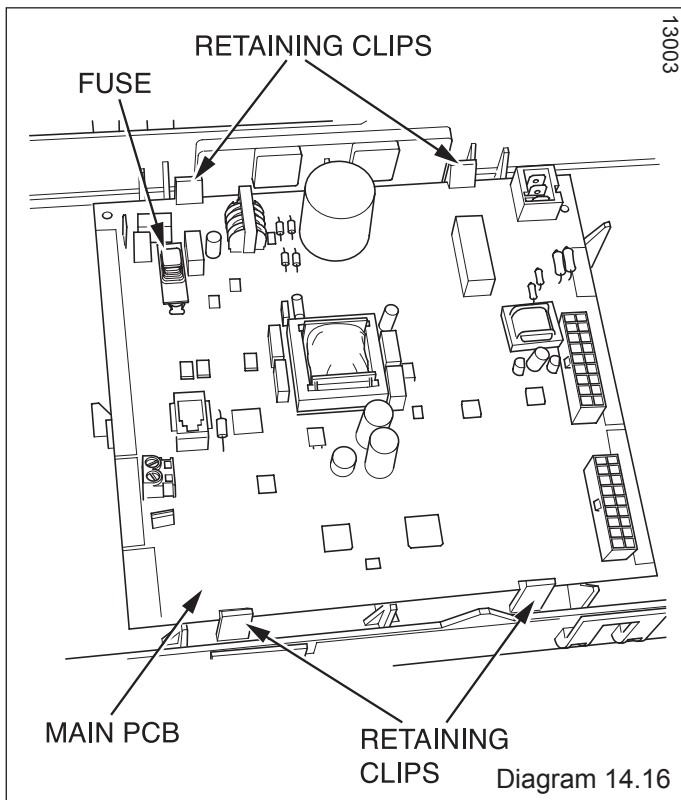 13003
RETAINING CLIPS
FUSE
MAIN PCB
RETAINING
CLIPS
Diagram 14.16